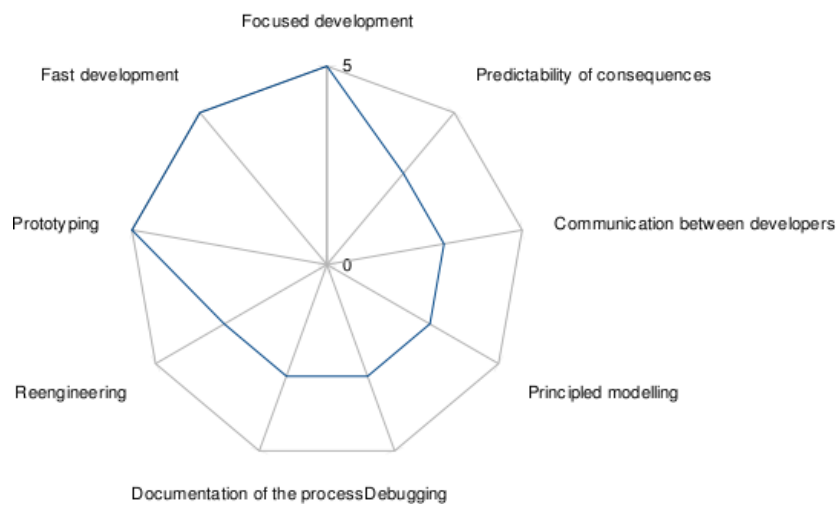 Focused development
5
Fast development
Predictability of consequences
Prototyping
Communication between developers
0
Reengineering
Principled modelling
Documentation of the processDebugging